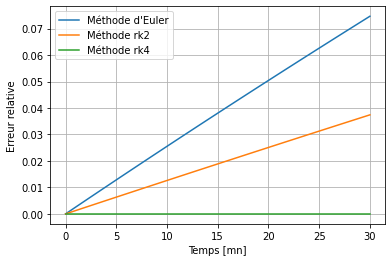 Méthode d'Euler
Méthode rk2
Méthode rk4
0.07
0.06
0.05
0.04
0.03
0.02
0.01
0.00
Erreur relative
0 5 10 15 20 25 30
Temps [mn]